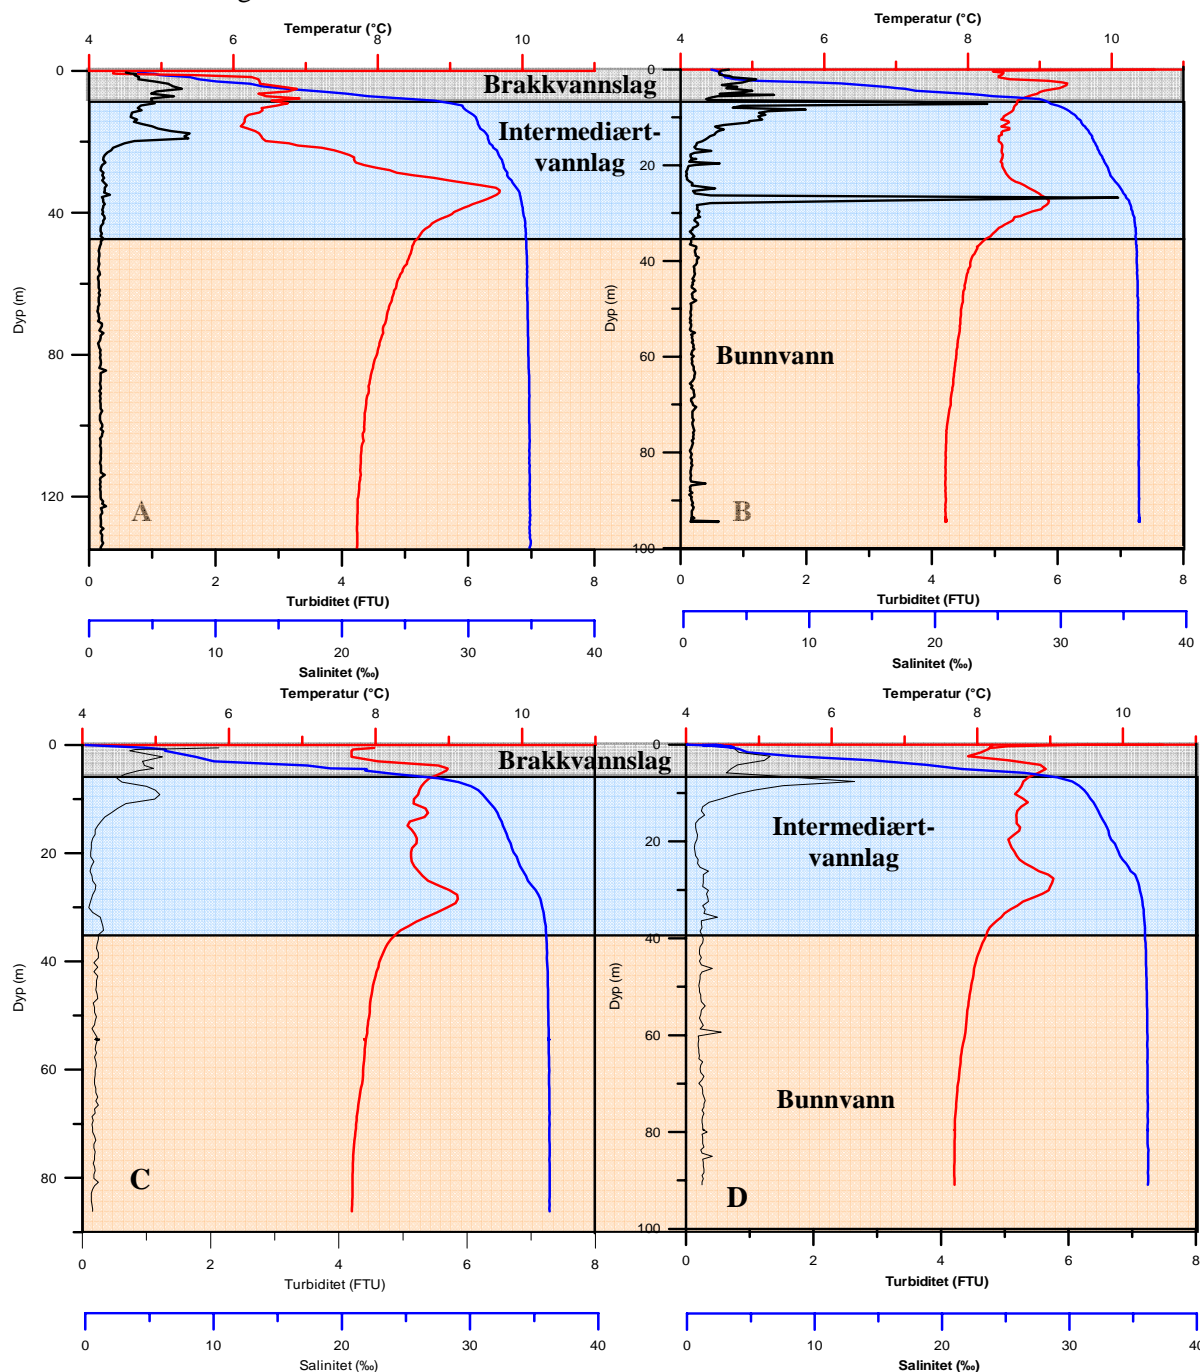 Temperatur (°C)
4 6 8 10
Temperatur (°C)
4 6 8 10
0
40
80
120
Dyp (m)
0
20
40
60
80
100
Dyp (m)
Brakkvannslag
Intermediært-
vannlag
Bunnvann
A
B
0 2 4 6 8
Turbiditet (FTU)
0 2 4 6 8
Turbiditet (FTU)
0 10 20 30 40
Salinitet (‰)
0 10 20 30 40
Salinitet (‰)
Temperatur (°C)
4 6 8 10
Temperatur (°C)
4 6 8 10
0
20
40
60
80
Dyp (m)
0
20
40
60
80
100
Dyp (m)
Brakkvannslag
Intermediært-
vannlag
Bunnvann
C
D
0 2 4 6 8
Turbiditet (FTU)
0 2 4 6 8
Turbiditet (FTU)
0 10 20 30 40
Salinitet (‰)
0 10 20 30 40
Salinitet (‰)